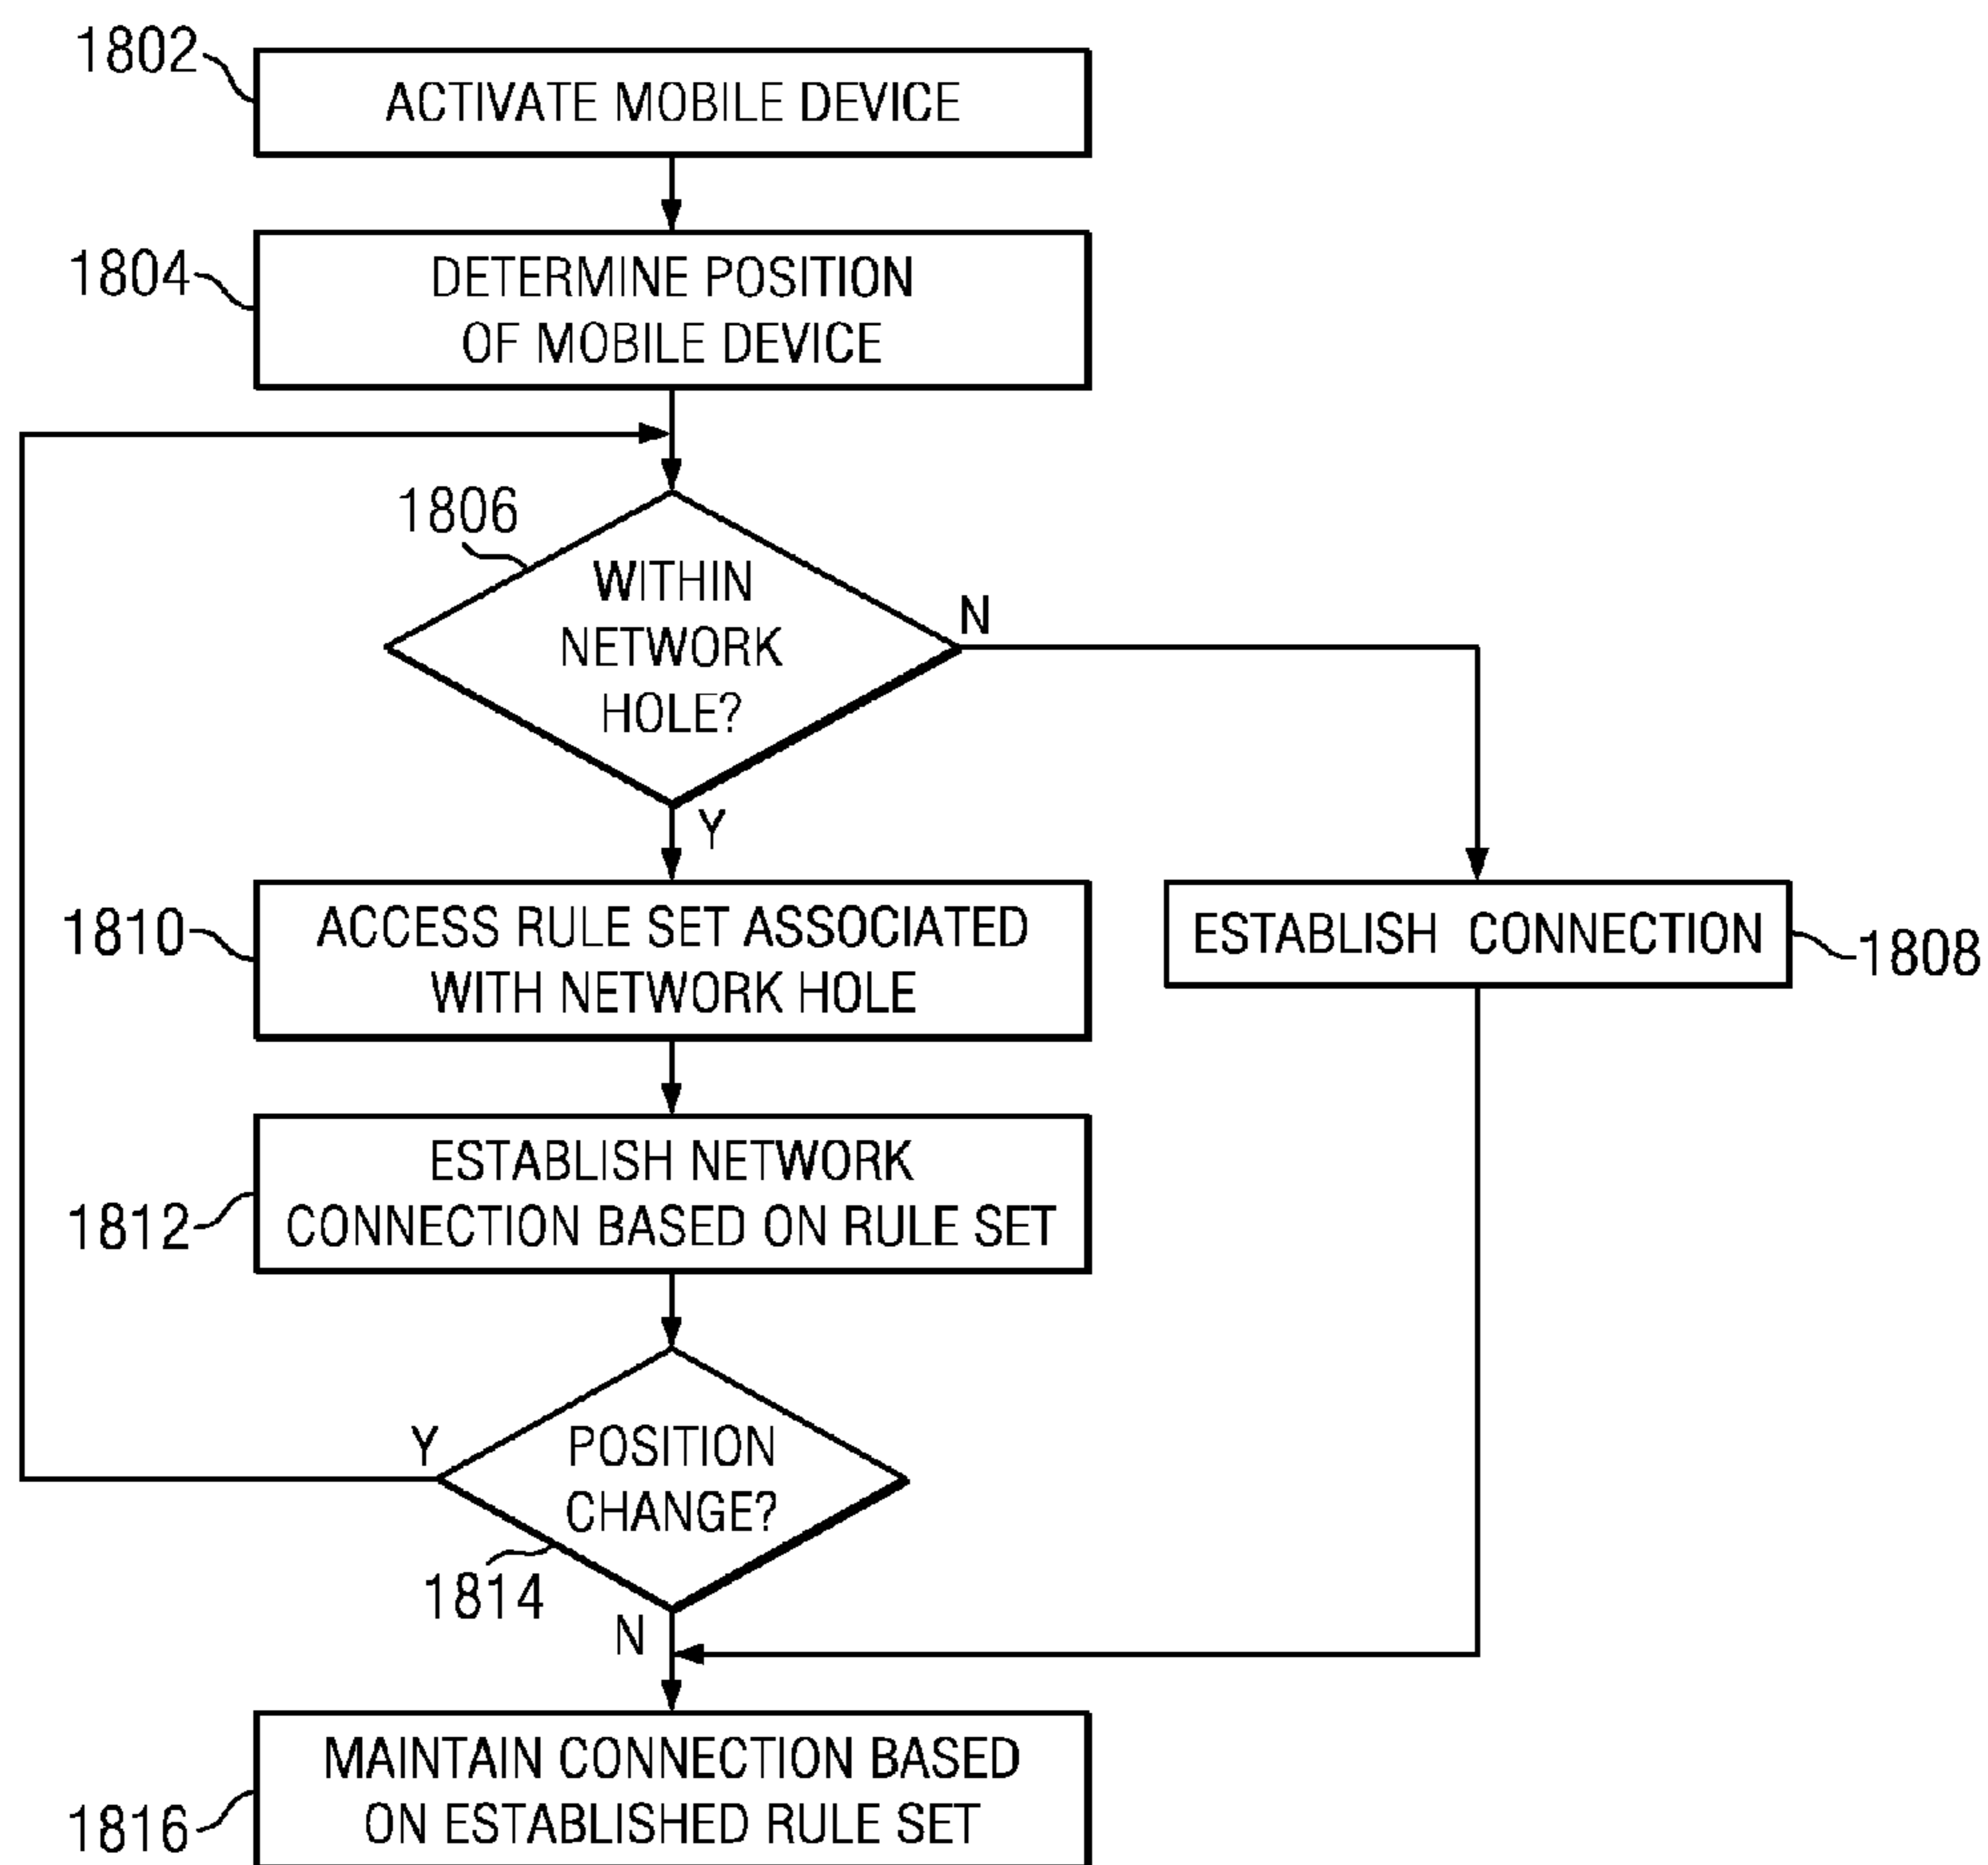 1802
ACTIVATE MOBILE DEVICE
1804
DETERMINE POSITION
OF MOBILE DEVICE
1806
WITHIN
NETWORK
HOLE?
N
Y
1810
ACCESS RULE SET ASSOCIATED
WITH NETWORK HOLE
ESTABLISH CONNECTION
1808
1812
ESTABLISH NETWORK
CONNECTION BASED ON RULE SET
Y
POSITION
CHANGE?
1814
N
1816
MAINTAIN CONNECTION BASED
ON ESTABLISHED RULE SET